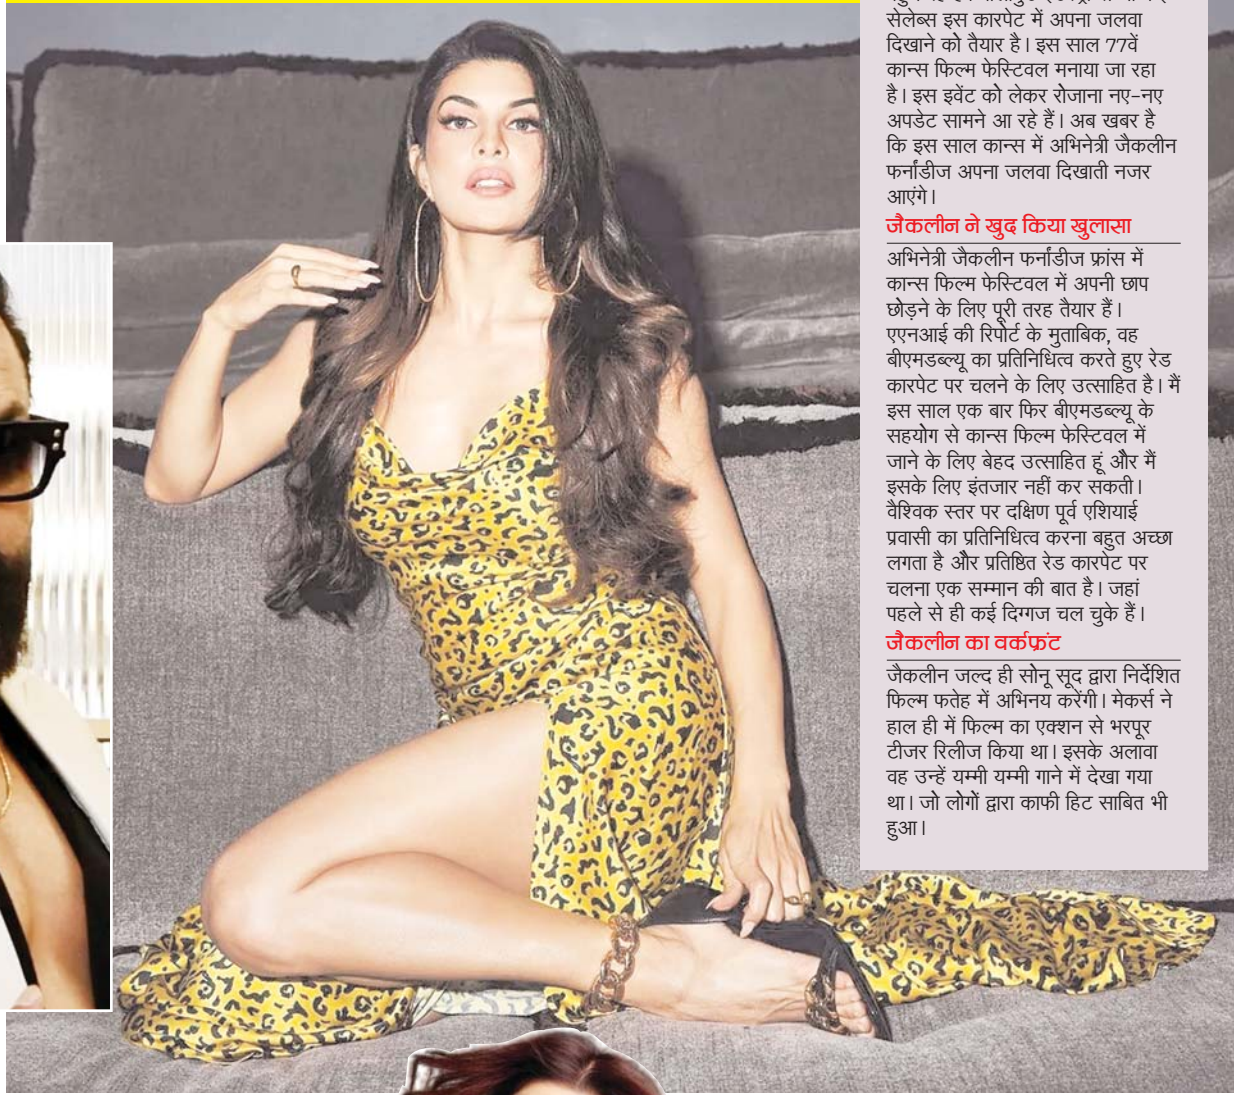 सेलेब्स इस कारपेट में अपना जलवा
दिखाने को तैयार है। इस साल 77वें
कान्स फिल्म फेस्टिवल मनाया जा रहा
है। इस इवेंट को लेकर रोजाना नए-नए
अपडेट सामने आ रहे हैं। अब खबर है
कि इस साल कान्स में अभिनेत्री जैकलीन
फर्नांडीज अपना जलवा दिखाती नजर
आएंगे।
जैकलीन ने खुद किया खुलासा
अभिनेत्री जैकलीन फर्नांडीज फ्रांस में
कान्स फिल्म फेस्टिवल में अपनी छाप
छोड़ने के लिए पूरी तरह तैयार हैं।
एएनआई की रिपोर्ट के मुताबिक, वह
बीएमडब्ल्यू का प्रतिनिधित्व करते हुए रेड
कारपेट पर चलने के लिए उत्साहित है। मैं
इस साल एक बार फिर बीएमडब्ल्यू के
सहयोग से कान्स फिल्म फेस्टिवल में
जाने के लिए बेहद उत्साहित हूं और मैं
इसके लिए इंतजार नहीं कर सकती।
वैश्विक स्तर पर दक्षिण पूर्व एशियाई
प्रवासी का प्रतिनिधित्व करना बहुत अच्छा
लगता है और प्रतिष्ठित रेड कारपेट पर
चलना एक सम्मान की बात है। जहां
पहले से ही कई दिग्गज चल चुके हैं।
जैकलीन का वर्कफ्रंट
जैकलीन जल्द ही सोनू सूद द्वारा निर्देशित
फिल्म फतेह में अभिनय करेंगी। मेकर्स ने
हाल ही में फिल्म का एक्शन से भरपूर
टीजर रिलीज किया था। इसके अलावा
वह उन्हें यम्मी यम्मी गाने में देखा गया
था। जो लोगों द्वारा काफी हिट साबित भी
हुआ।